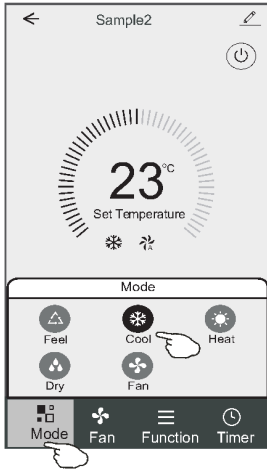 Sample2
23°C
Set Temperature
A
Mode
Feel Cool Heat
Dry Fan
Mode Fan Function Timer